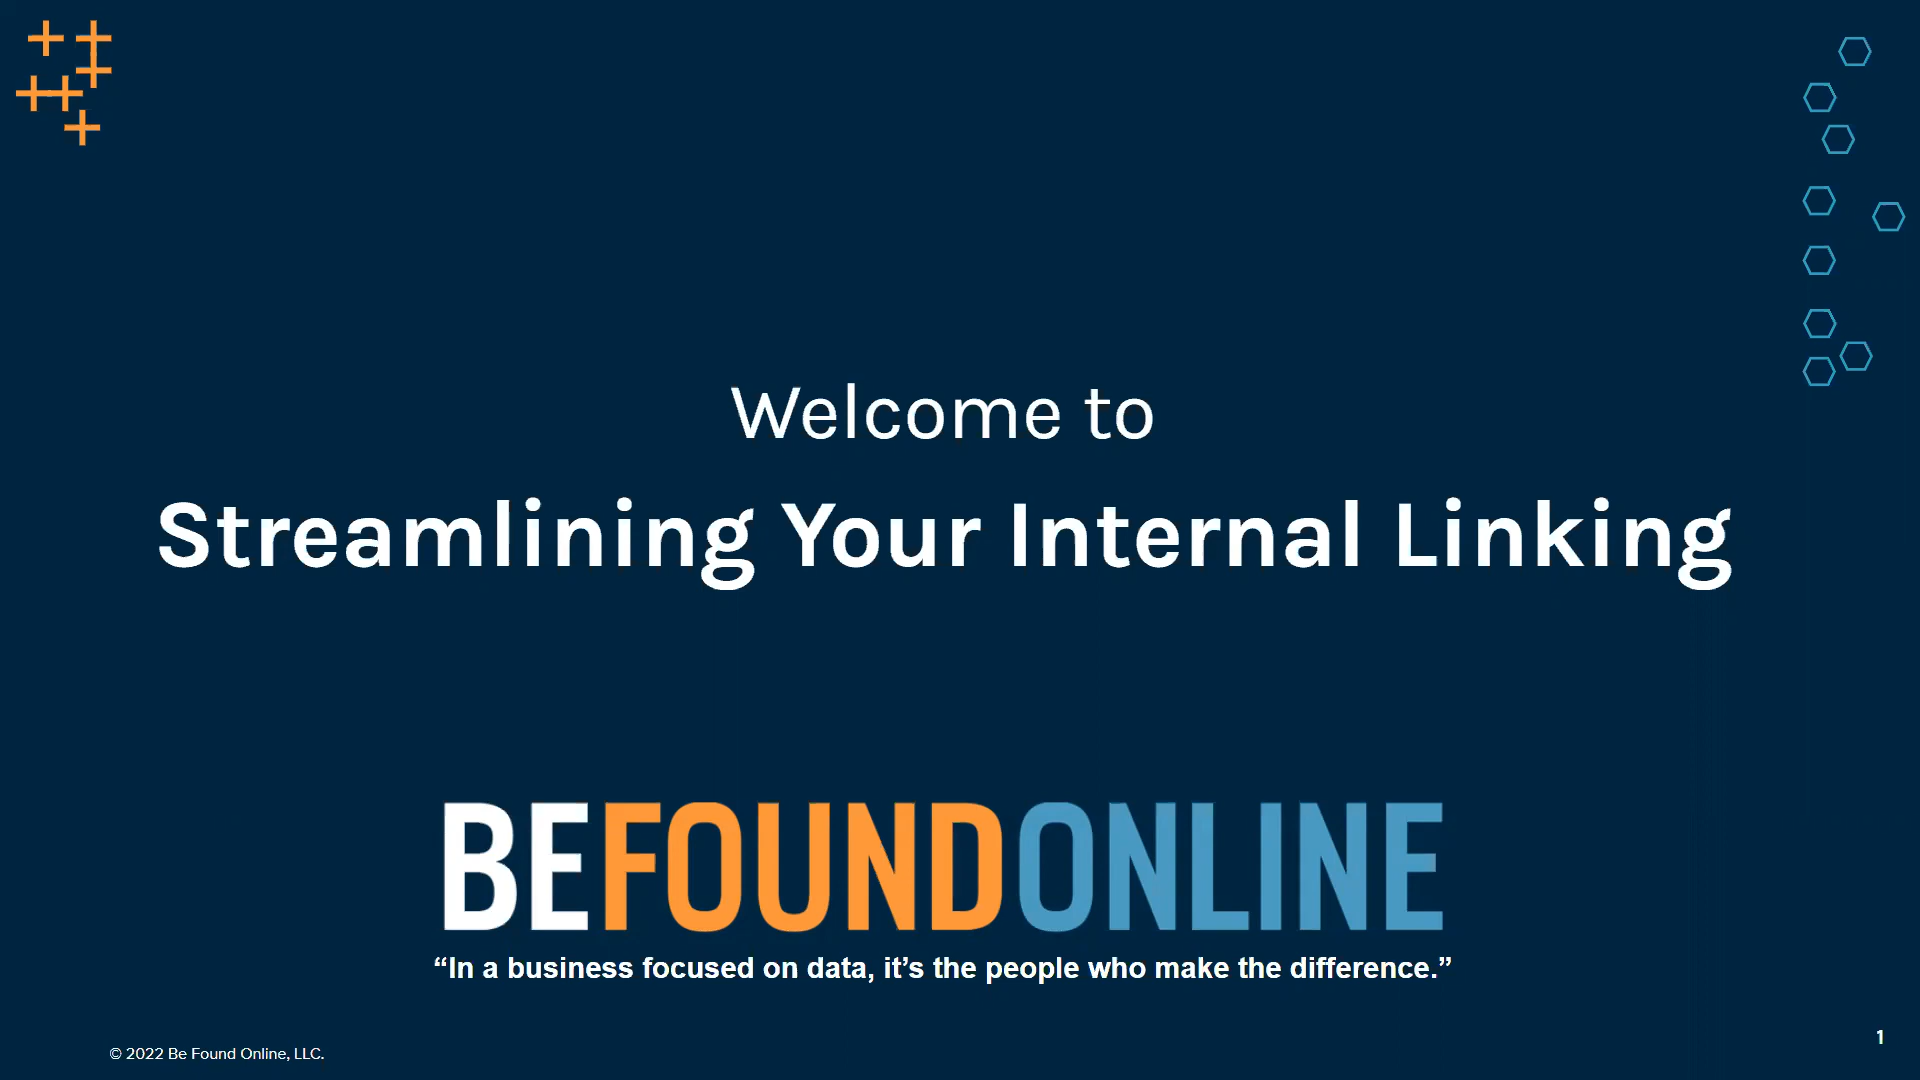 Welcome to
Streamlining Your Internal Linking
BEFOUNDONLINE
“In a business focused on data, it’s the people who make the difference.”
© 2022 Be Found Online, LLC.
1